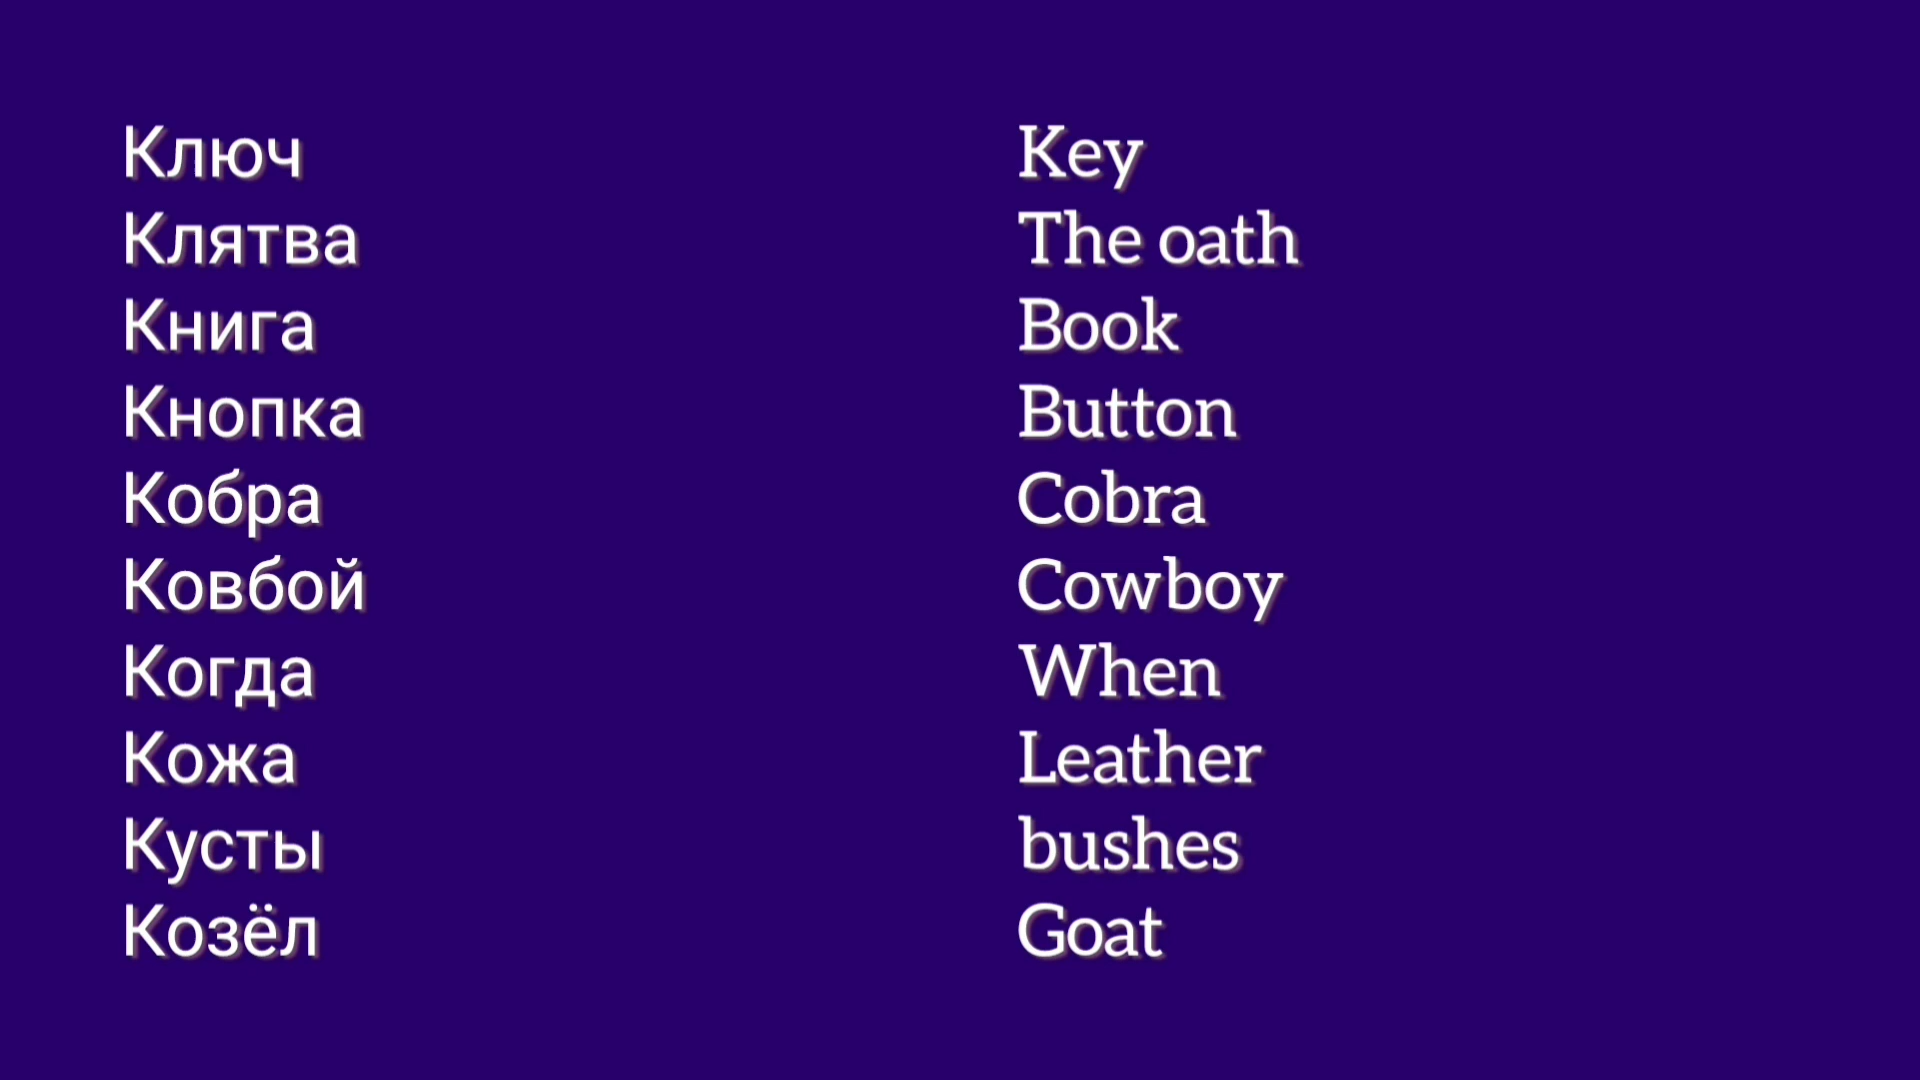 Ключ
Клятва
Книга
Кнопка
Кобра
Ковбой
Когда
Кожа
Кусты
Козёл
Key
The oath
Book
Button
Cobra
Cowboy
When
Leather
bushes
Goat